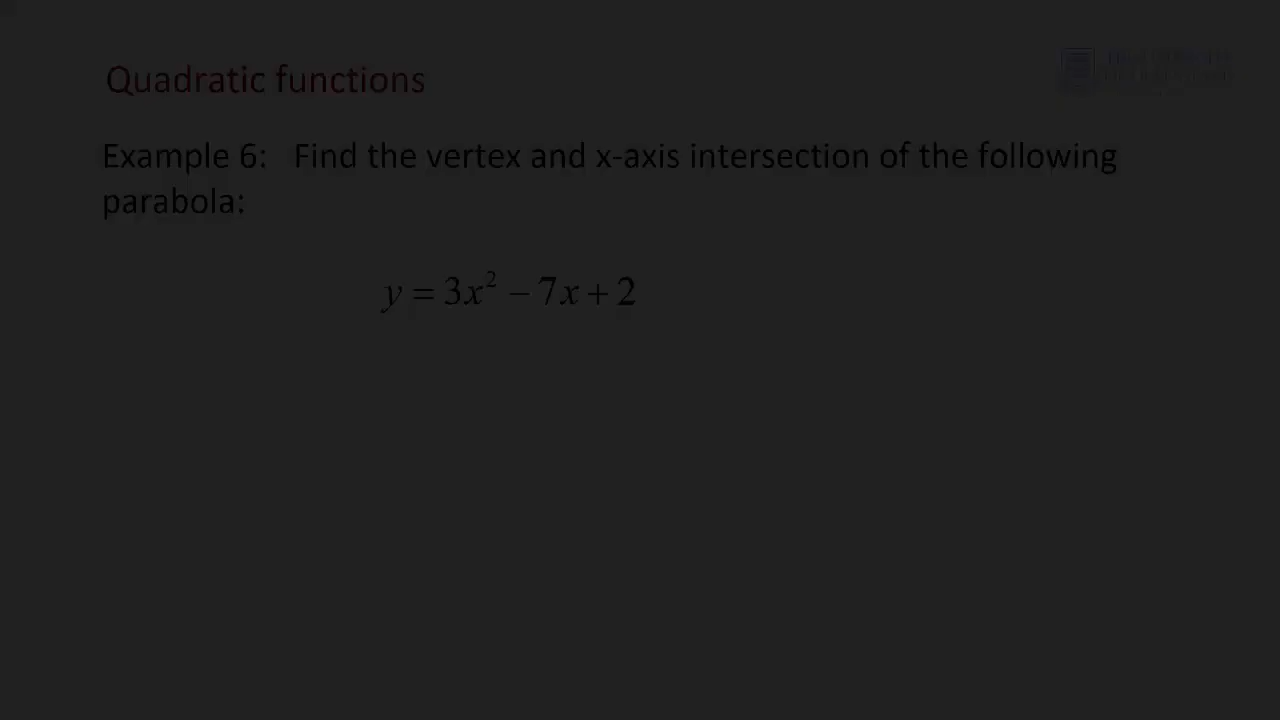 Quadratic functions
Example 6: Find the vertex and x-axis intersection of the following
parabola:
y = 3x² − 7x + 2